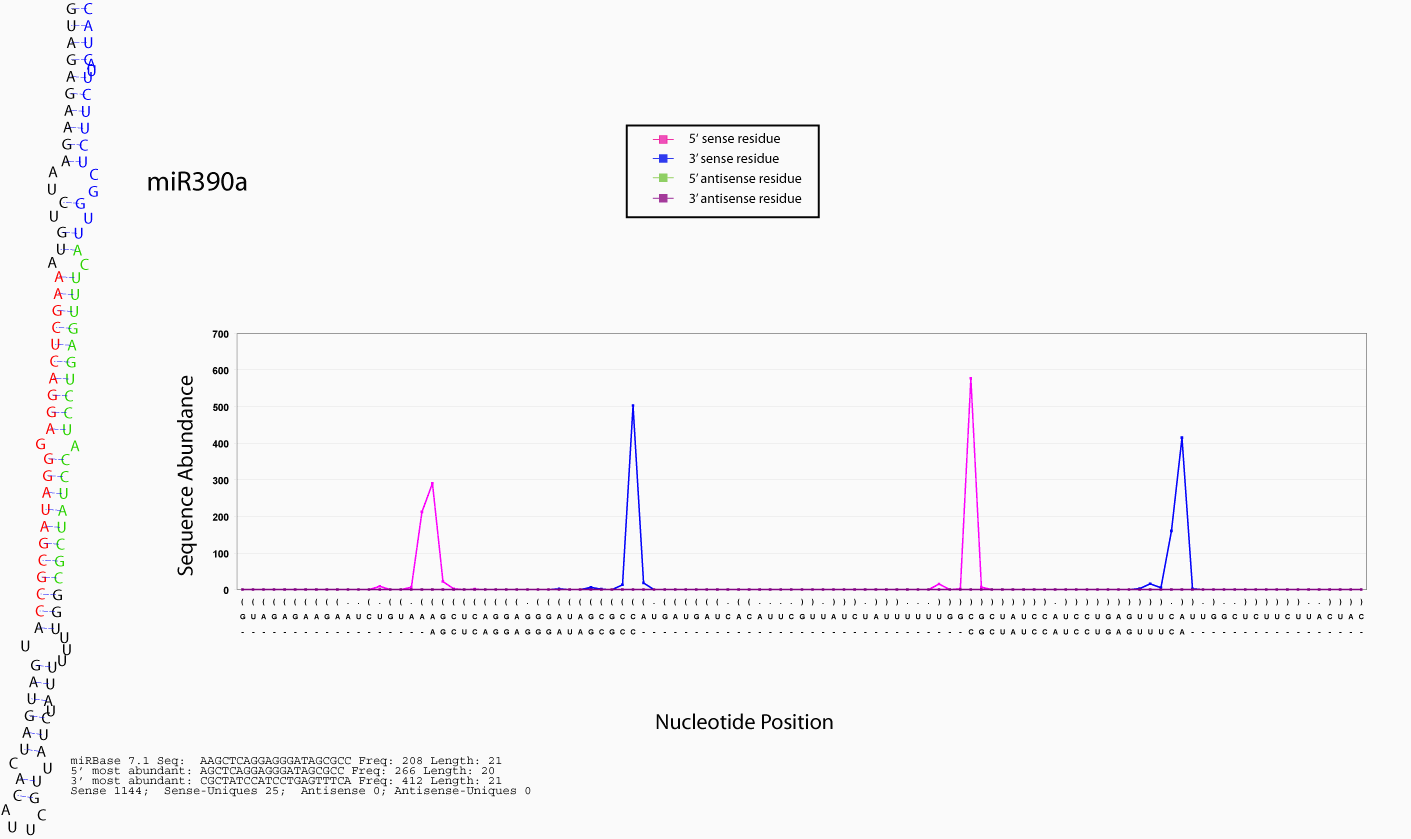 G C
U A
A U
G G
A
A U
U
G C
A U
A U
G C
A U
A C
U G
C G
U U
G U
U A
A C
A U
A U
G U
C G
U A
C G
A U
G C
G C
A U
G A
G C
G C
A U
U A
A U
G C
C G
G C
C G
C G
A U
U
U U
U
G U
A U
U A
U
G C
A U
U A
C U
A U
C G
A C
U U
miR390a
5′ sense residue
3′ sense residue
5′ antisense residue
3′ antisense residue
Sequence Abundance
700
600
500
400
300
200
100
0
G U A G A G A A G A A U C U G U A A A G C U C A G G A G G G A U A G C G C C A U G A U G A U C A C A U U C G U U A U C U A U U U U U U G G C G C U A U C C A U C C U G A G U U U C A U U G G C U C U U C U U A C U A C
- - - - - - - - - - - - - - - - - - A G C U C A G G A G G G A U A G C G C C - - - - - - - - - - - - - - - - - - - - - - - - - - - - - - - C G C U A U C C A U C C U G A G U U U C A - - - - - - - - - - - - - - - - -
Nucleotide Position
miRBase 7.1 Seq: AAGCTCAGGAGGGATAGCGCC Freq: 208 Length: 21
5′ most abundant: AGCTCAGGAGGGATAGCGCC Freq: 266 Length: 20
3′ most abundant: CGCTATCCATCCTGAGTTTCA Freq: 412 Length: 21
Sense 1144; Sense-Uniques 25; Antisense 0; Antisense-Uniques 0